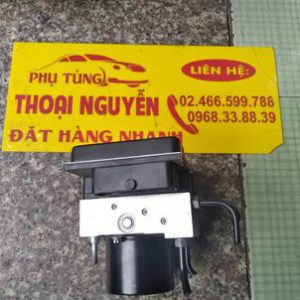 PHỤ TÙNG
LIÊN HỆ:
THOẠI NGUYỄN
02.466.599.788
0968.33.88.39
ĐẶT HÀNG NHANH